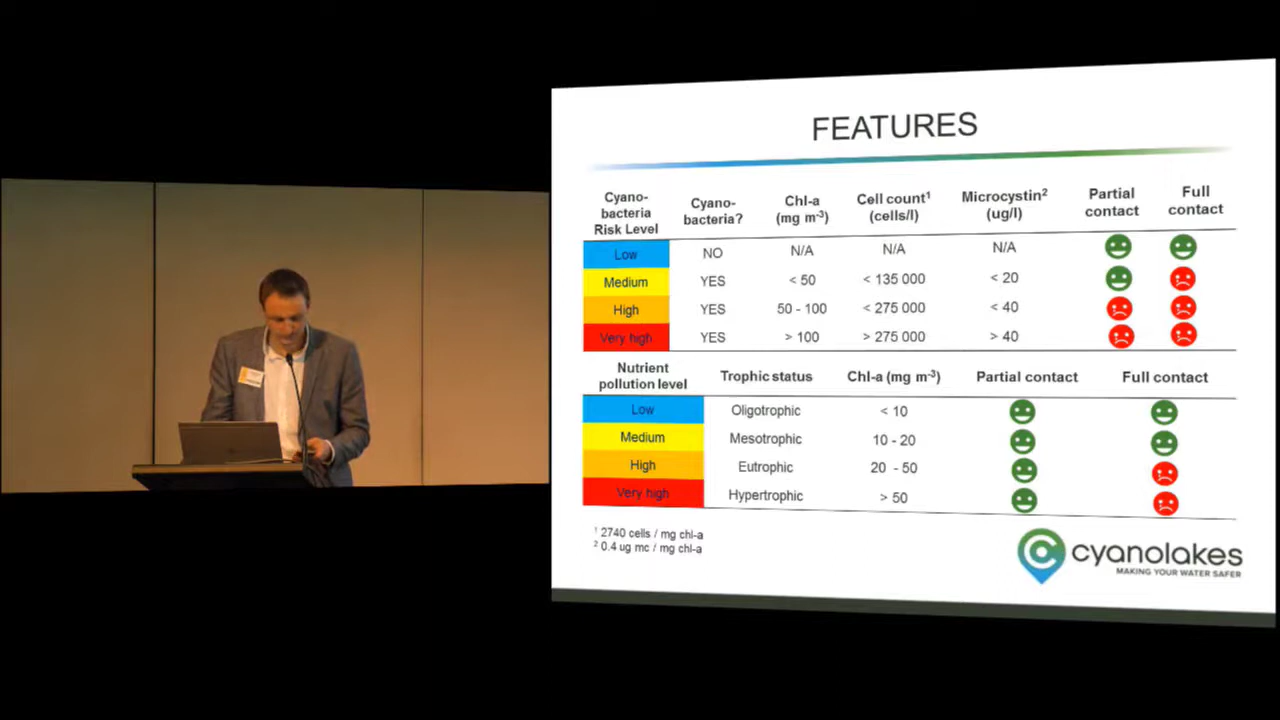 FEATURES
Cyano-
bacteria
Risk Level
Cyano-
bacteria?
Chl-a
(mg m-3)
Cell count1
(cells/l)
Microcystin2
(ug/l)
Partial
contact
Full
contact
Low NO N/A N/A N/A
Medium YES < 50 < 135 000 < 20
High YES 50 - 100 < 275 000 < 40
Very high YES > 100 > 275 000 > 40
Nutrient
pollution level
Trophic status
Chl-a (mg m-3)
Partial contact
Full contact
Low Oligotrophic < 10
Medium Mesotrophic 10 - 20
High Eutrophic 20 - 50
Very high Hypertrophic > 50
1 2740 cells / mg chl-a
2 0.4 ug mc / mg chl-a
cyanolakes
MAKING YOUR WATER SAFER